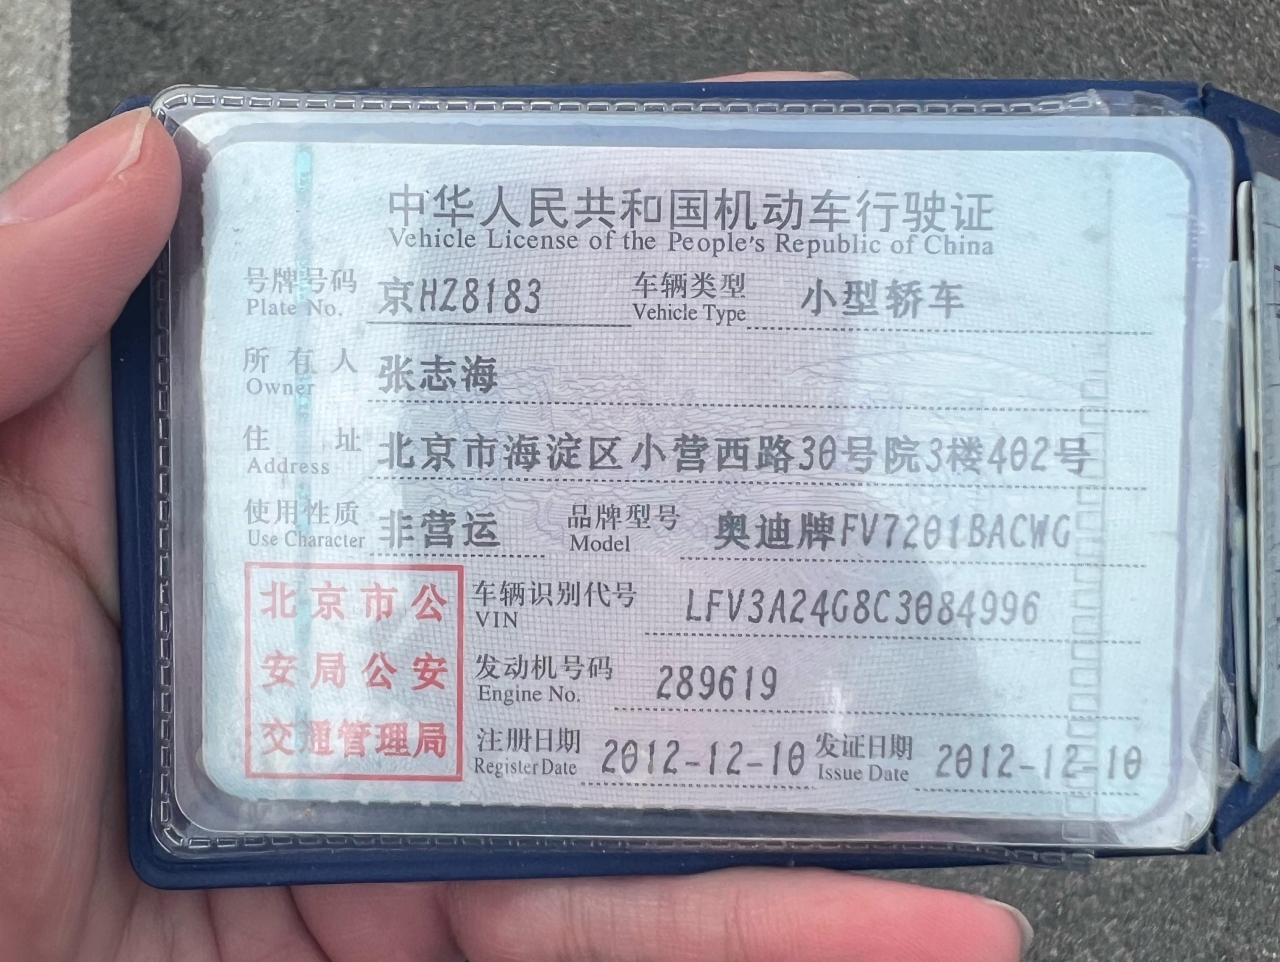 中华人民共和国机动车行驶证
Vehicle License of the People's Republic of China
号牌号码 京HZ8183 车辆类型 小型轿车
Plate No. Vehicle Type
所有人 张志海
Owner
住址 北京市海淀区小营西路30号院3楼402号
Address
使用性质 非营运 品牌型号 奥迪牌FV7201BACWG
Use Character Model
北京市公
安局公安
交通管理局
车辆识别代号 LFV3A24G8C3084996
VIN
发动机号码 289619
Engine No.
注册日期 2012-12-10 发证日期 2012-12-10
Register Date Issue Date